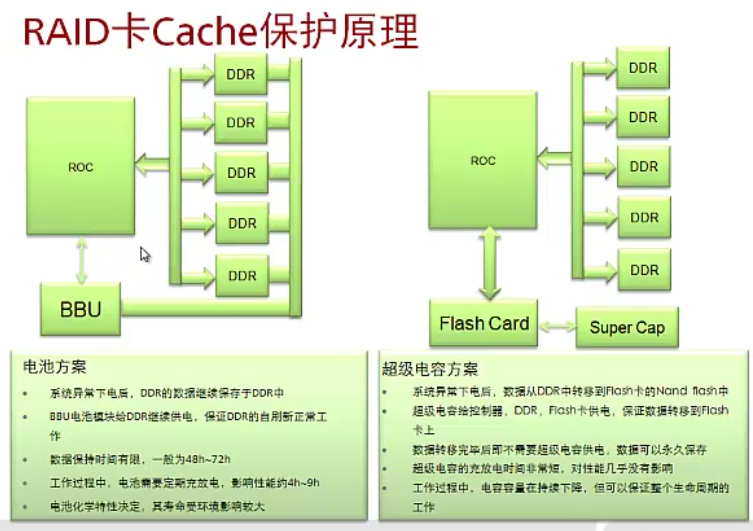 RAID卡Cache保护原理
ROC
DDR
DDR
DDR
DDR
DDR
BBU
ROC
DDR
DDR
DDR
DDR
DDR
Flash Card
Super Cap
电池方案
系统异常下电后，DDR的数据继续保存于DDR中
BBU电池模块给DDR继续供电，保证DDR的自刷新正常工
作
数据保持时间有限，一般为48h~72h
工作过程中，电池需要定期充放电，影响性能约4h~9h
电池化学特性决定，其寿命受环境影响较大
超级电容方案
系统异常下电后，数据从DDR中转移到Flash卡的Nand flash中
超级电容给控制器，DDR，Flash卡供电，保证数据转移到Flash
卡上
数据转移完毕后即不需要超级电容供电，数据可以永久保存
超级电容的充放电时间非常短，对性能几乎没有影响
工作过程中，电容容量在持续下降，但可以保证整个生命周期的
工作